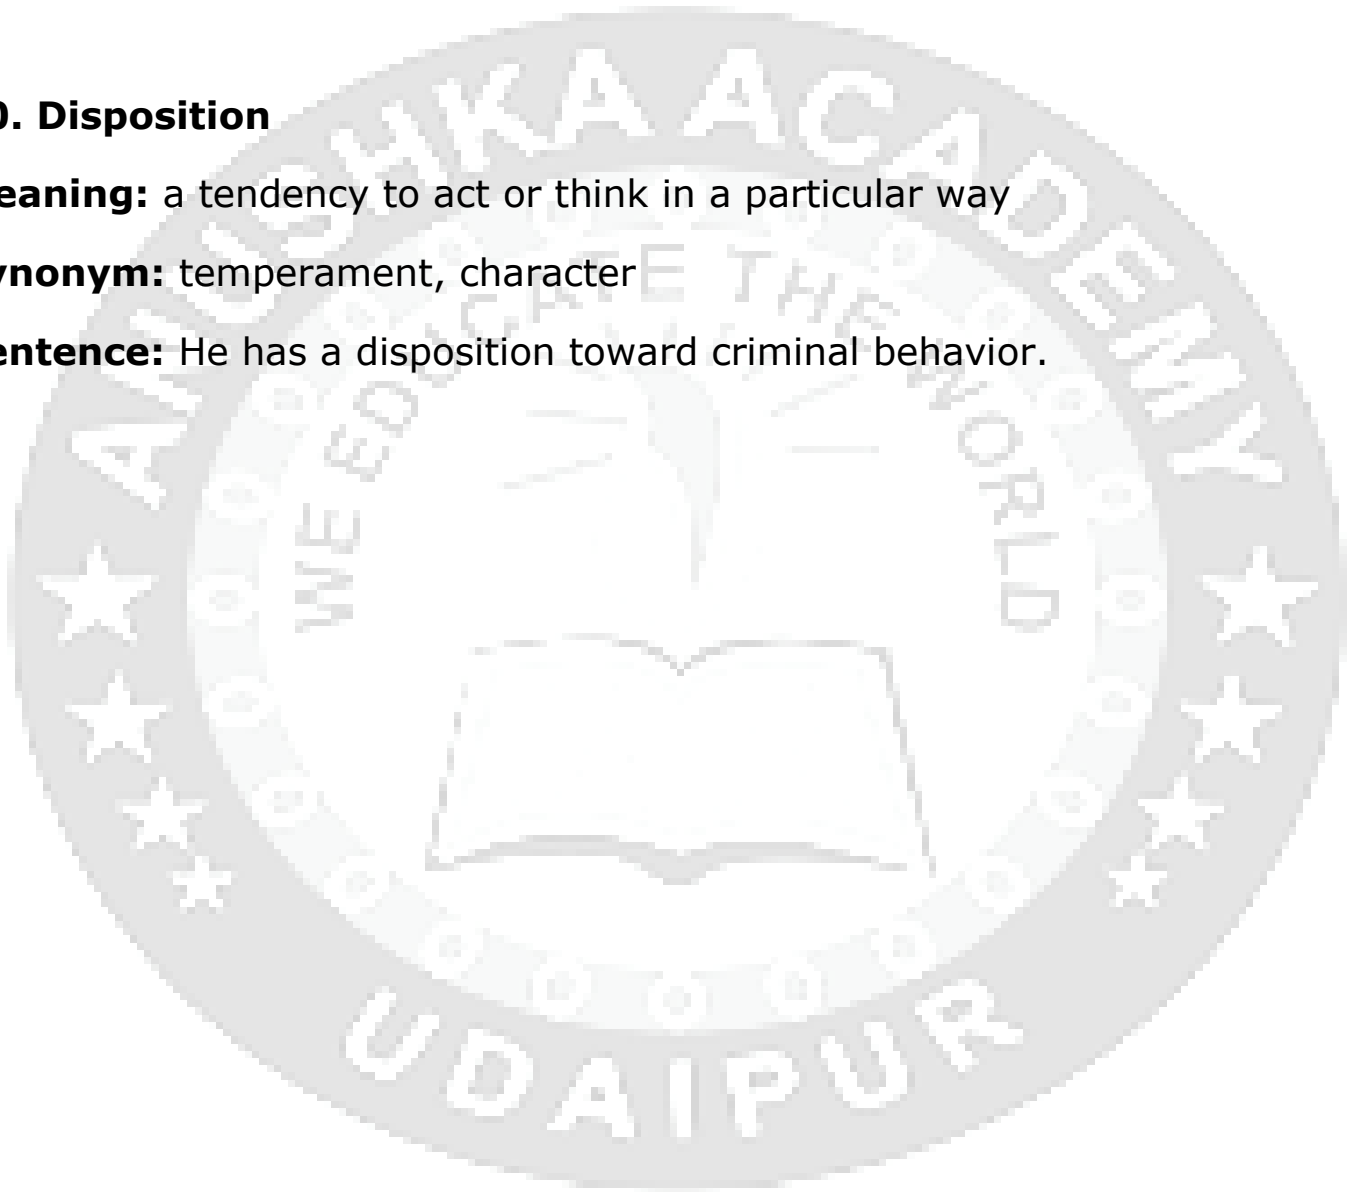 0. Disposition
eaning: a tendency to act or think in a particular way
ynonym: temperament, character
entence: He has a disposition toward criminal behavior.
ANUSHKA ACADEMY
WE EDUCATE THE WORLD
UDAIPUR